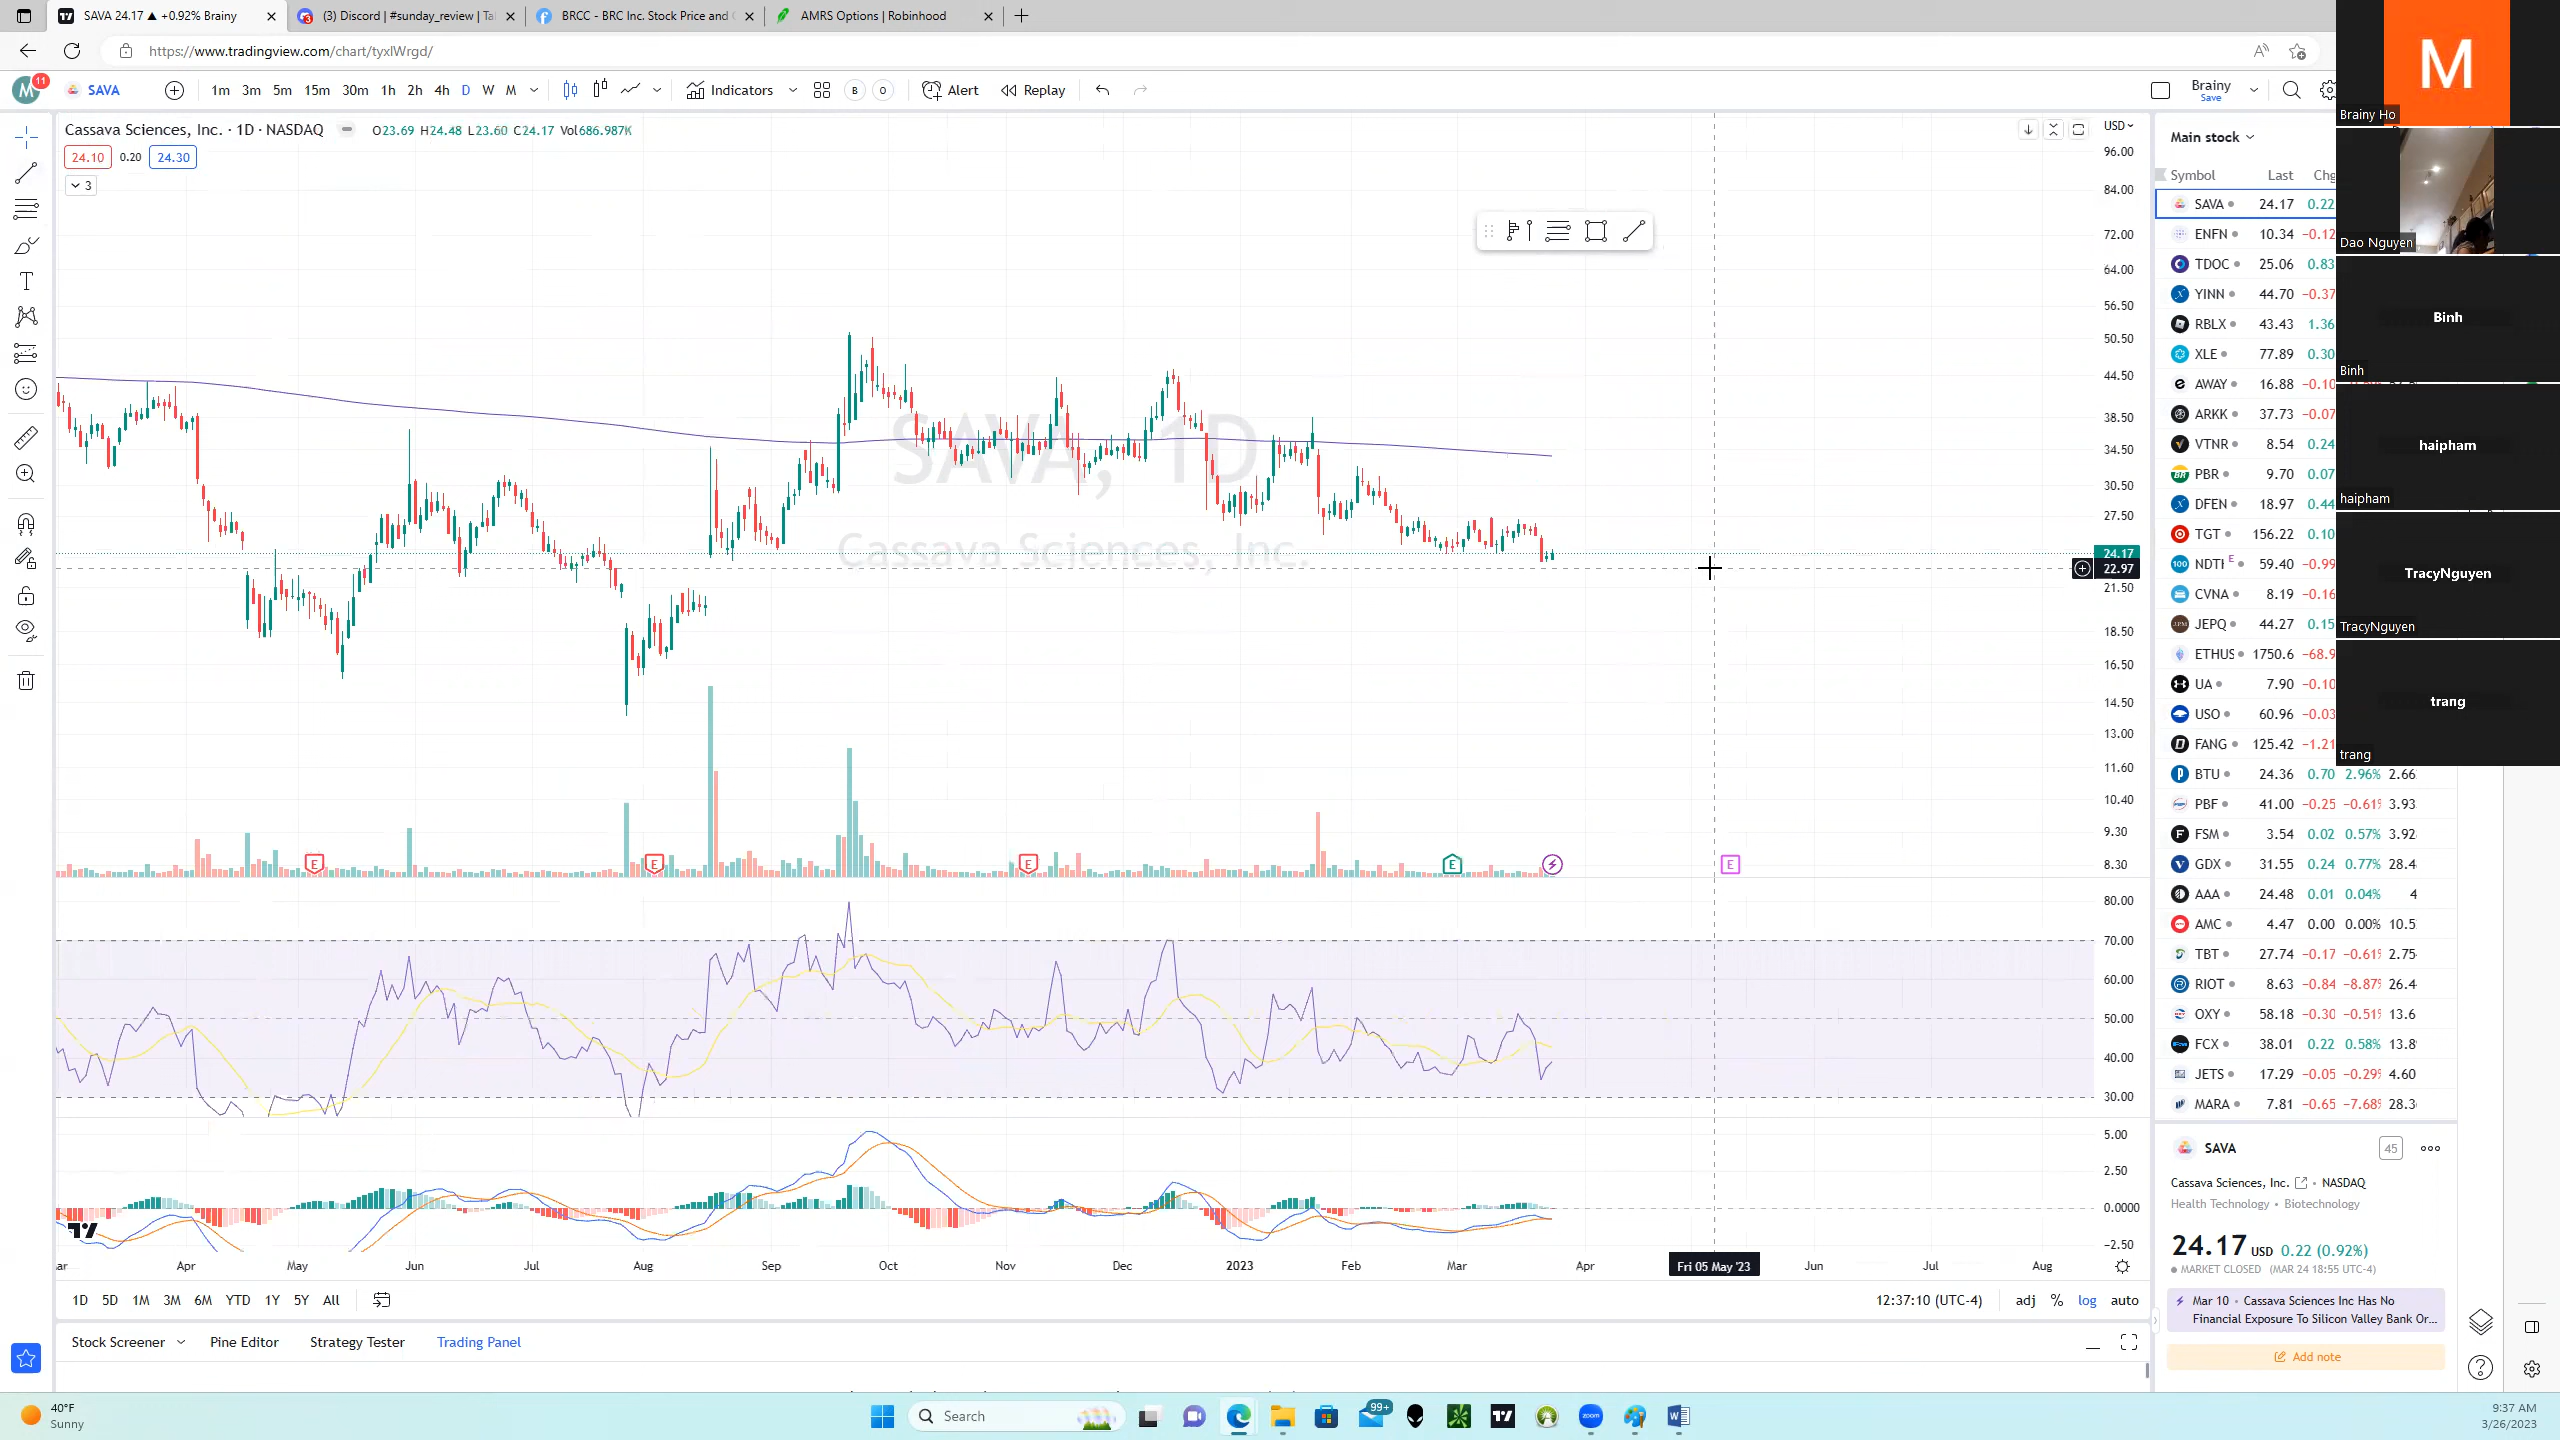 SAVA 24.17 ▲ +0.92% Brainy
(3) Discord | #sunday_review | Tal
BRCC - BRC Inc. Stock Price and
AMRS Options | Robinhood
https://www.tradingview.com/chart/tyxlWrgd/
M 11
SAVA
1m 3m 5m 15m 30m 1h 2h 4h D W M
Indicators
B 0
Alert
Replay
Brainy
Save
Cassava Sciences, Inc. · 1D · NASDAQ
O23.69 H24.48 L23.60 C24.17 Vol686.987K
24.10 0.20 24.30
3
SAVA, 1D
Cassava Sciences, Inc.
USD
96.00
84.00
72.00
64.00
56.50
50.50
44.50
38.50
34.50
30.50
27.50
24.17
22.97
21.50
18.50
16.50
14.50
13.00
11.60
10.40
9.30
8.30
E E E E E
80.00
70.00
60.00
50.00
40.00
30.00
5.00
2.50
0.0000
−2.50
ar Apr May Jun Jul Aug Sep Oct Nov Dec 2023 Feb Mar Apr Fri 05 May '23 Jun Jul Aug
1D 5D 1M 3M 6M YTD 1Y 5Y All
12:37:10 (UTC-4) adj % log auto
Stock Screener Pine Editor Strategy Tester Trading Panel
Main stock
Symbol Last Chg
SAVA 24.17 0.22
ENFN 10.34 −0.12
TDOC 25.06 0.83
YINN 44.70 −0.37
RBLX 43.43 1.36
XLE 77.89 0.30
AWAY 16.88 −0.10
ARKK 37.73 −0.07
VTNR 8.54 0.24
PBR 9.70 0.07
DFEN 18.97 0.44
TGT 156.22 0.10
NDTI E 59.40 −0.99
CVNA 8.19 −0.16
JEPQ 44.27 0.15
ETHUS 1750.6 −68.9
UA 7.90 −0.10
USO 60.96 −0.03
FANG 125.42 −1.21
BTU 24.36 0.70 2.96% 2.66
PBF 41.00 −0.25 −0.61% 3.93
FSM 3.54 0.02 0.57% 3.92
GDX 31.55 0.24 0.77% 28.4
AAA 24.48 0.01 0.04% 4
AMC 4.47 0.00 0.00% 10.5
TBT 27.74 −0.17 −0.61% 2.75
RIOT 8.63 −0.84 −8.87% 26.4
OXY 58.18 −0.30 −0.51% 13.6
FCX 38.01 0.22 0.58% 13.8
JETS 17.29 −0.05 −0.29% 4.60
MARA 7.81 −0.65 −7.68% 28.3
SAVA
45
Cassava Sciences, Inc. • NASDAQ
Health Technology • Biotechnology
24.17 USD 0.22 (0.92%)
MARKET CLOSED (MAR 24 18:55 UTC-4)
Mar 10 • Cassava Sciences Inc Has No
Financial Exposure To Silicon Valley Bank Or...
Add note
M
Brainy Ho
Dao Nguyen
Binh
Binh
haipham
haipham
TracyNguyen
TracyNguyen
trang
trang
40°F
Sunny
Search
99+
zoom
9:37 AM
3/26/2023